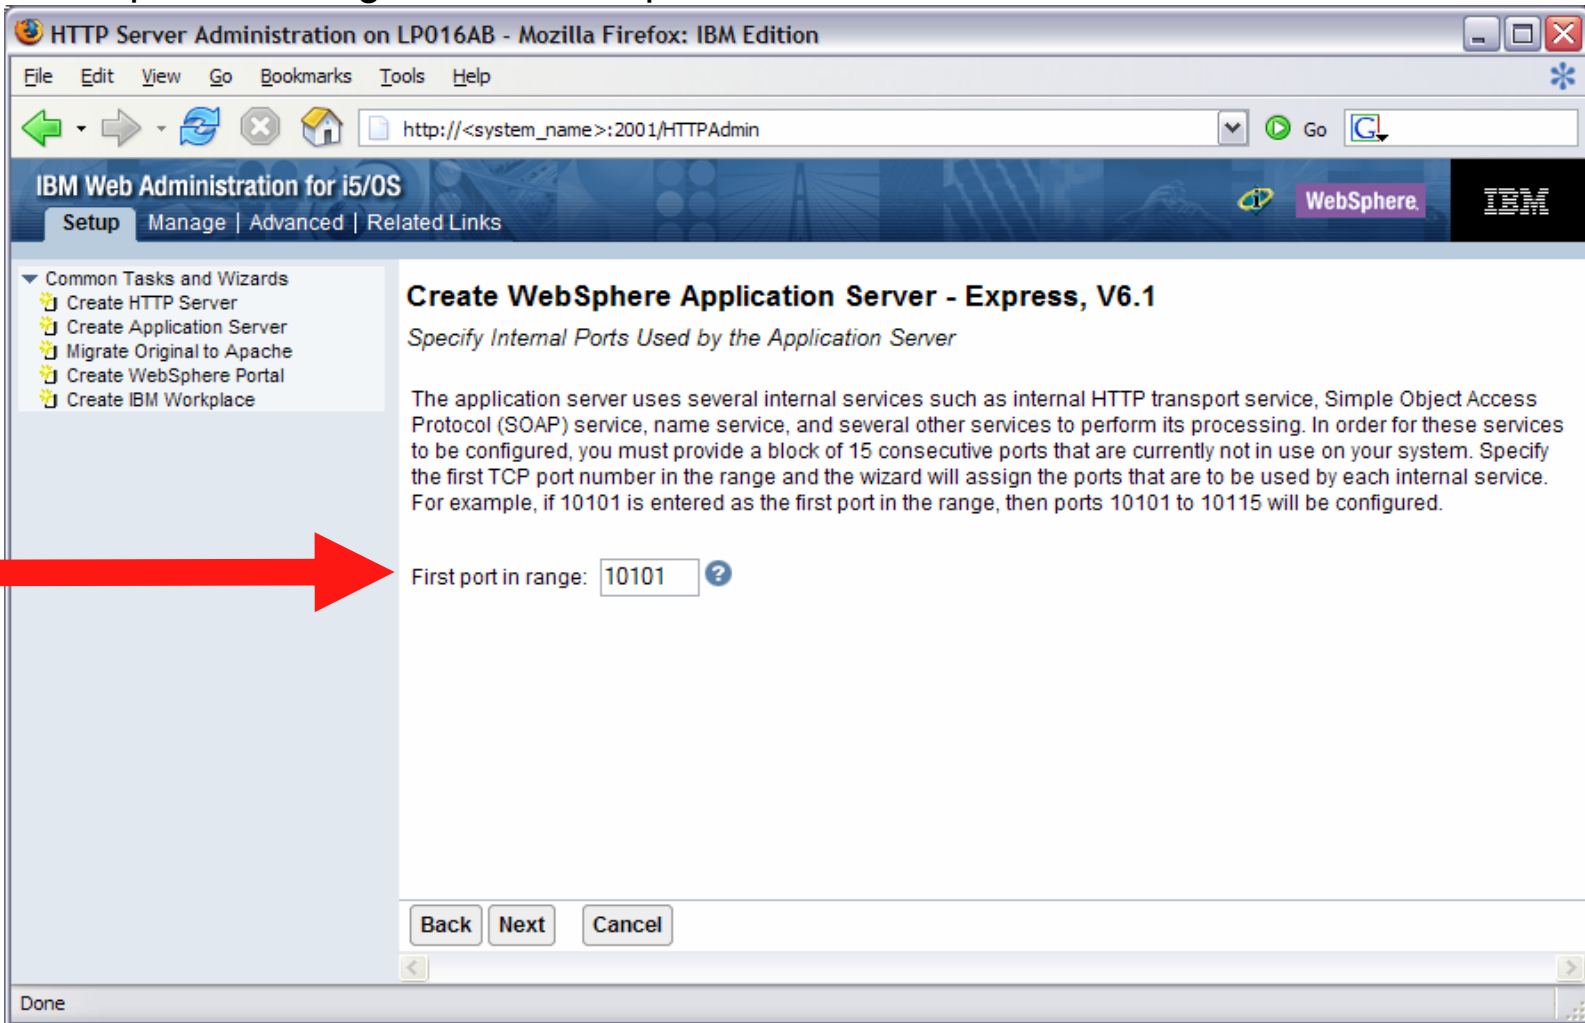 HTTP Server Administration on LP016AB - Mozilla Firefox: IBM Edition
File Edit View Go Bookmarks Tools Help
http://<system_name>:2001/HTTPAdmin Go
IBM Web Administration for i5/OS
WebSphere. IBM
Setup Manage | Advanced | Related Links
Common Tasks and Wizards
Create HTTP Server
Create Application Server
Migrate Original to Apache
Create WebSphere Portal
Create IBM Workplace
Create WebSphere Application Server - Express, V6.1
Specify Internal Ports Used by the Application Server
The application server uses several internal services such as internal HTTP transport service, Simple Object Access
Protocol (SOAP) service, name service, and several other services to perform its processing. In order for these services
to be configured, you must provide a block of 15 consecutive ports that are currently not in use on your system. Specify
the first TCP port number in the range and the wizard will assign the ports that are to be used by each internal service.
For example, if 10101 is entered as the first port in the range, then ports 10101 to 10115 will be configured.
First port in range: 10101 ?
Back Next Cancel
Done